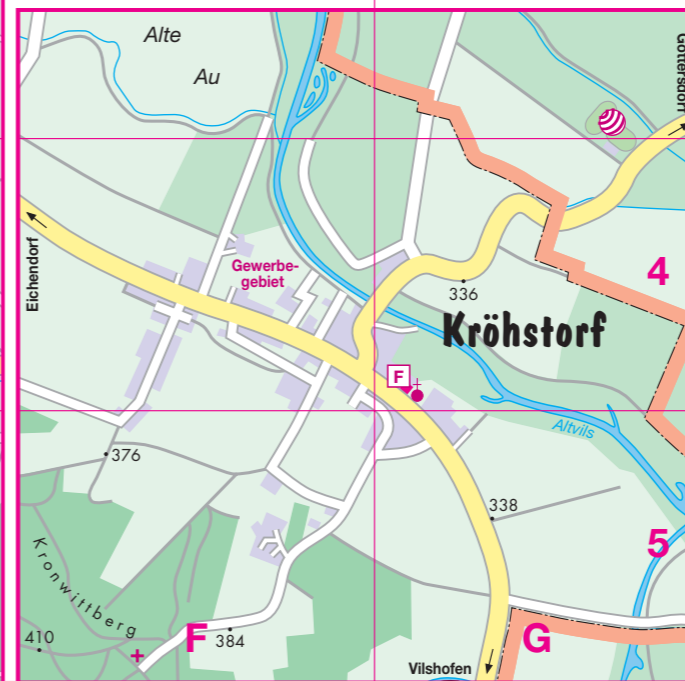 Alte
Au
Gottersdorf
4
Eichendorf
Gewerbe-
gebiet
336
Kröhstorf
F
Altvils
376
338
5
Kronwittberg
F
G
384
410
Vilshofen